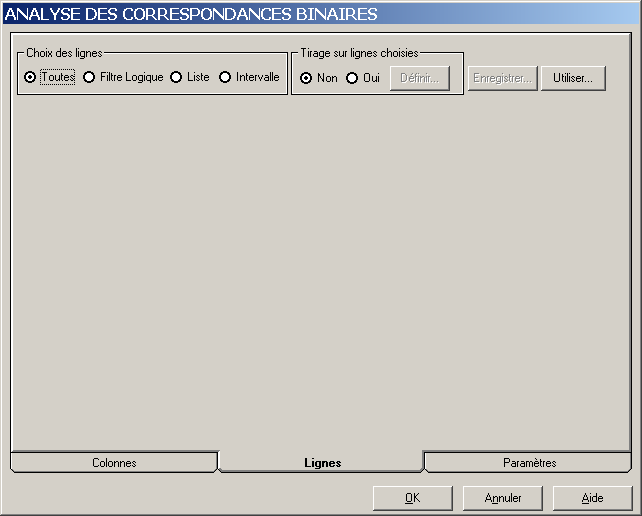 ANALYSE DES CORRESPONDANCES BINAIRES
Choix des lignes
Toutes Filtre Logique Liste Intervalle
Tirage sur lignes choisies
Non Oui Définir... Enregistrer... Utiliser...
Colonnes Lignes Paramètres
OK Annuler Aide